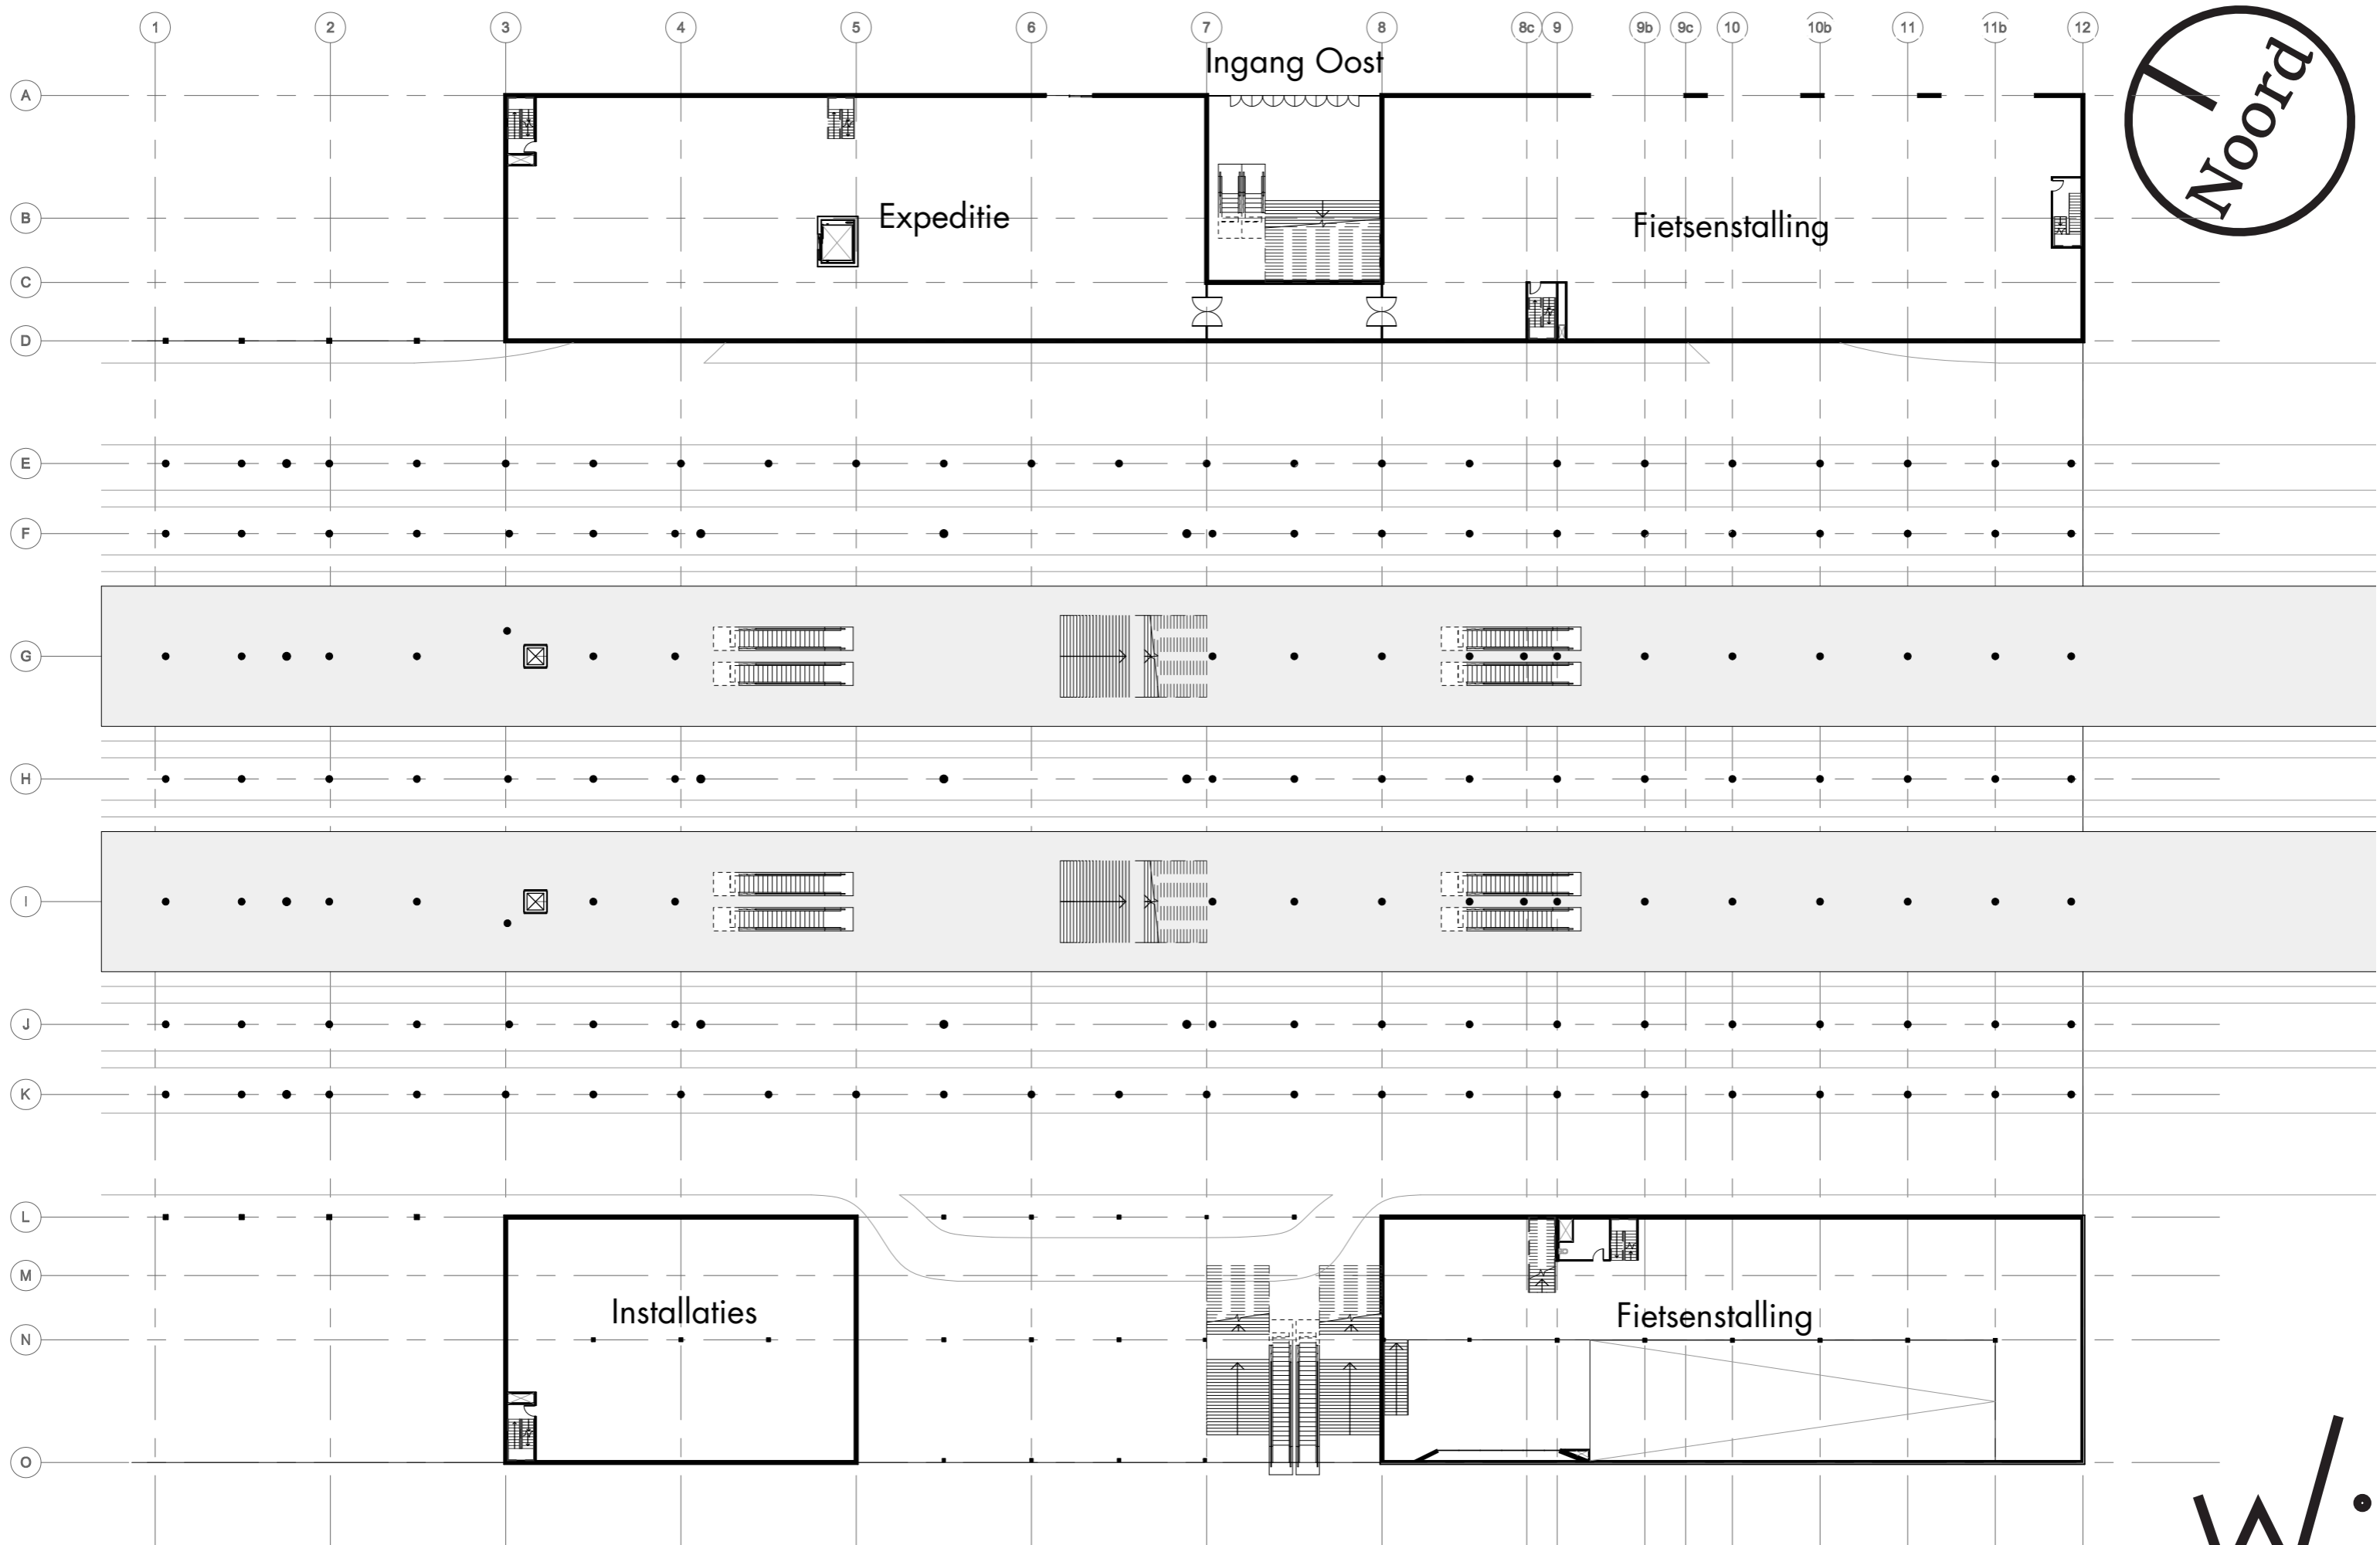 1 2 3 4 5 6 7 8 8c 9 9b 9c 10 10b 11 11b 12
Ingang Oost
Noord
A
B
Expeditie
Fietsenstalling
C
D
E
F
G
H
I
J
K
L
M
Installaties
Fietsenstalling
N
O